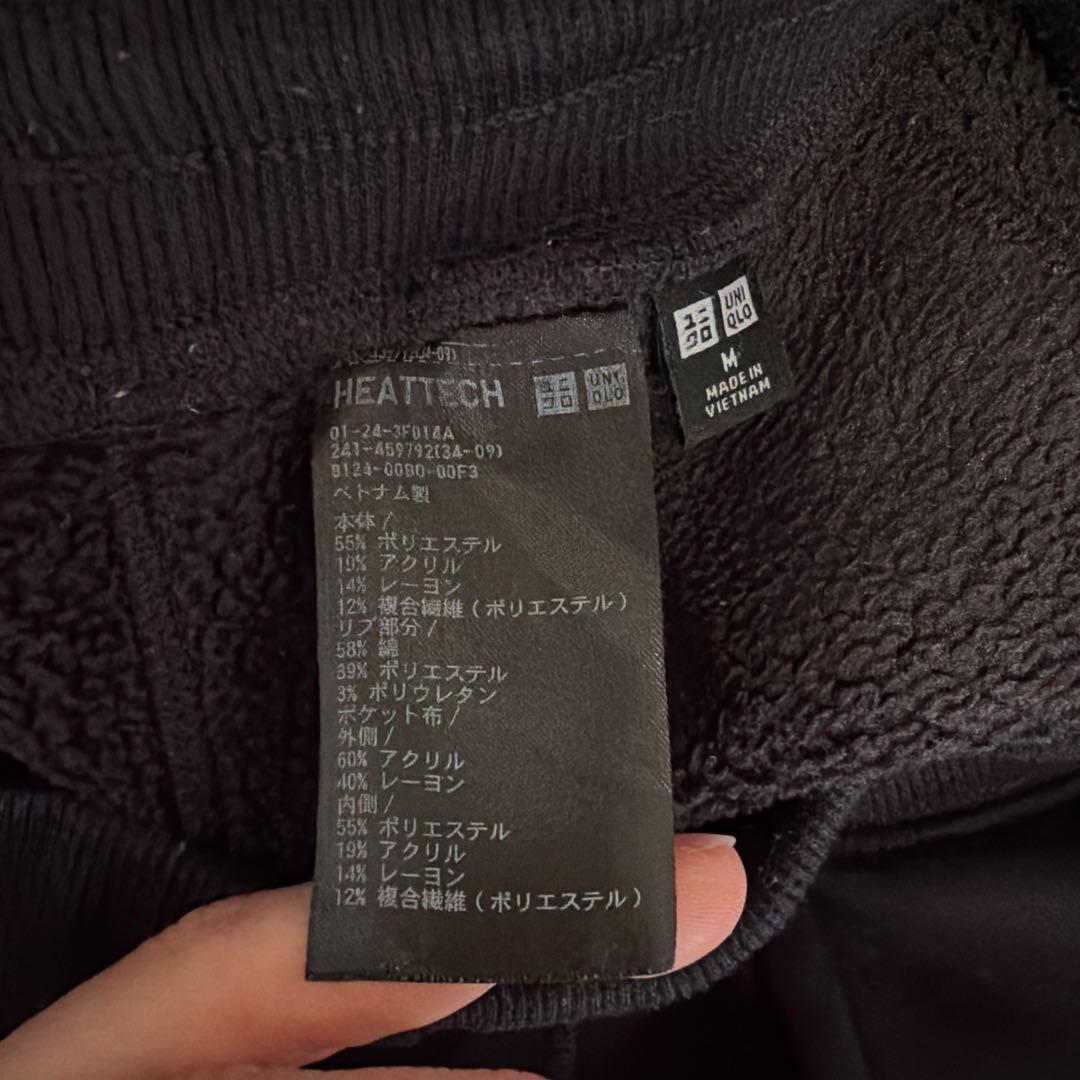 HEATTECH ユニクロ UNIQLO
01-24-3F014A
241-459792(34-09)
B124-00B0-00F3
ベトナム製
本体/
55% ポリエステル
19% アクリル
14% レーヨン
12% 複合繊維(ポリエステル)
リブ部分/
58% 綿
39% ポリエステル
3% ポリウレタン
ポケット布/
外側/
60% アクリル
40% レーヨン
内側/
55% ポリエステル
19% アクリル
14% レーヨン
12% 複合繊維(ポリエステル)
ユニクロ UNIQLO
M
MADE IN
VIETNAM